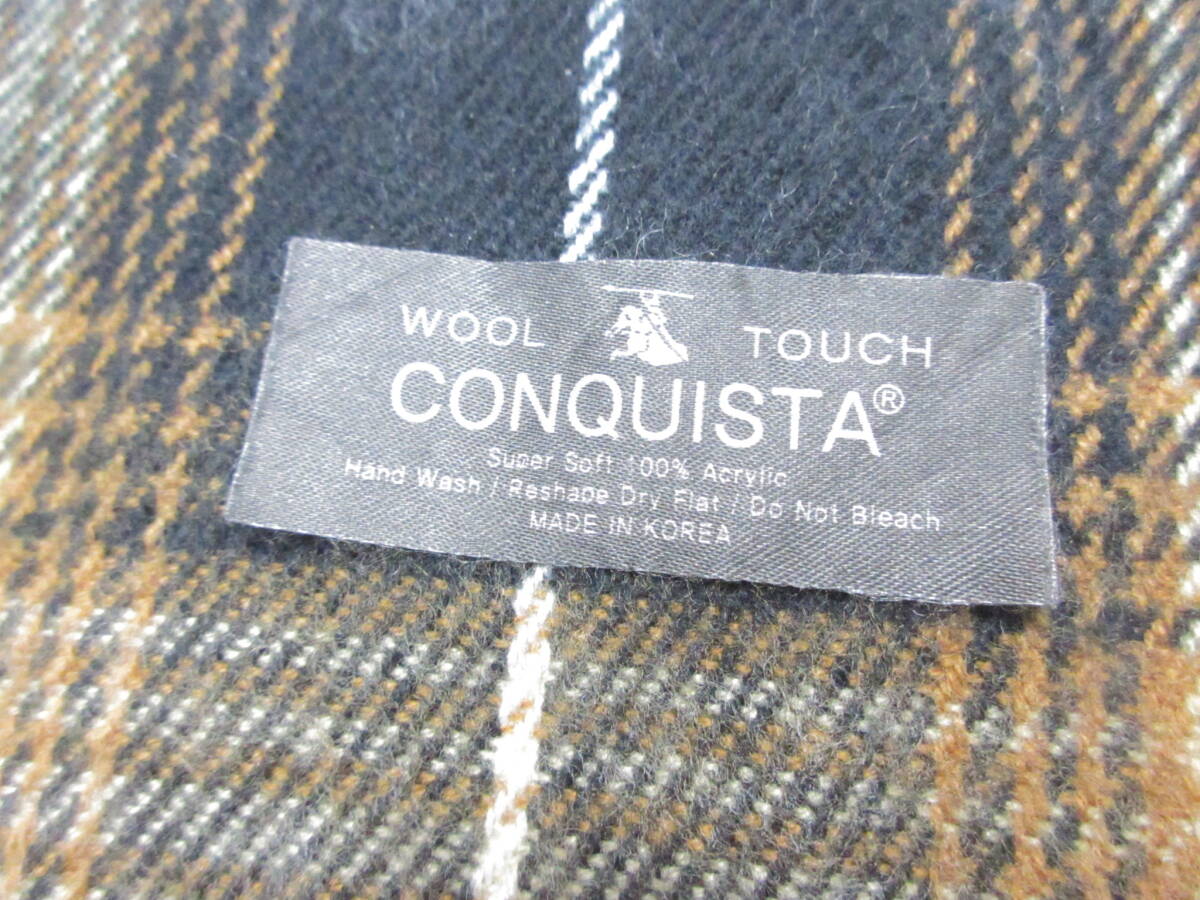 WOOL TOUCH
CONQUISTA®
Super Soft 100% Acrylic
Hand Wash / Reshape Dry Flat / Do Not Bleach
MADE IN KOREA